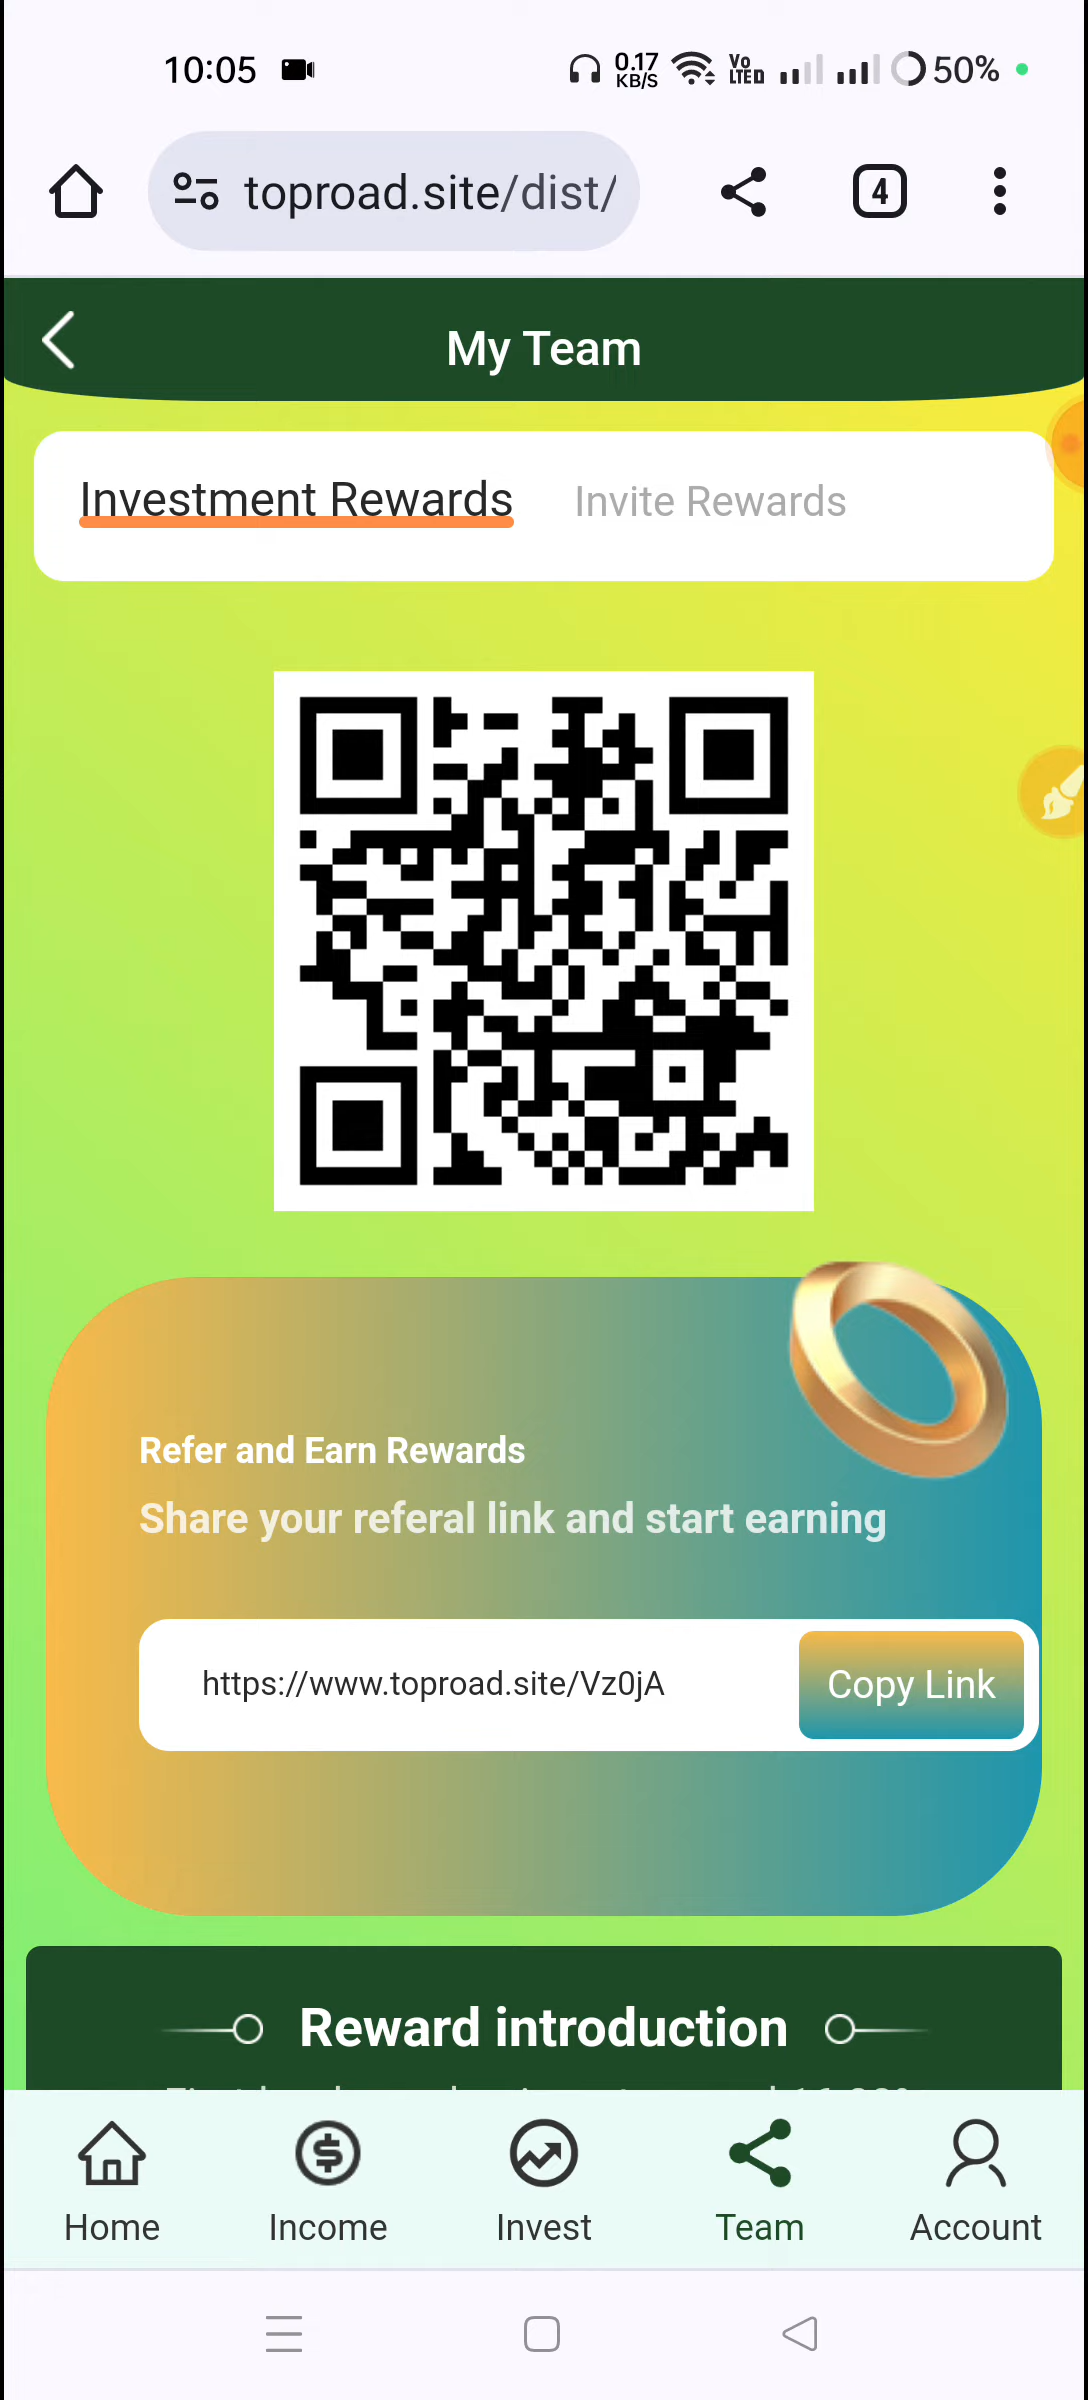 10:05
0.17
KB/S
Vo
LTE
50%
toproad.site/dist/
4
My Team
Investment Rewards
Invite Rewards
Refer and Earn Rewards
Share your referal link and start earning
https://www.toproad.site/Vz0jA
Copy Link
Reward introduction
Home
Income
Invest
Team
Account